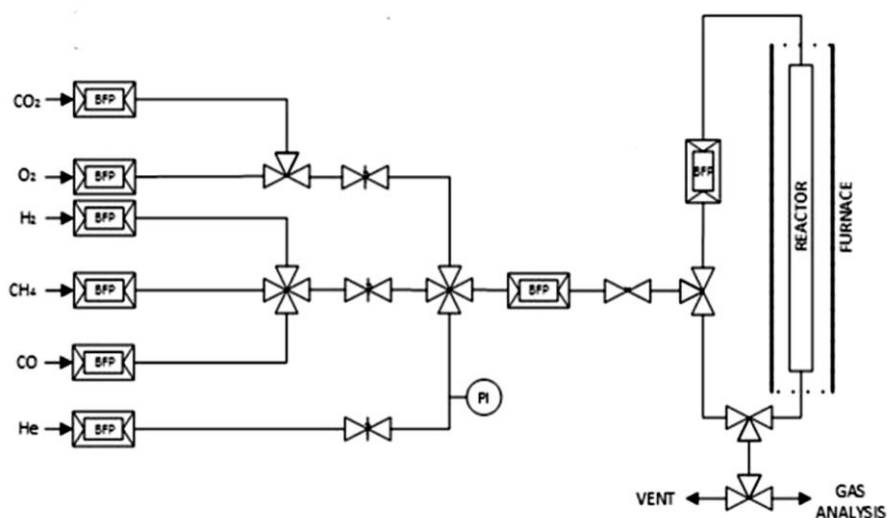 CO₂ BFP
O₂ BFP
H₂ BFP
CH₄ BFP
CO BFP
He BFP
PI
BFP
BFP
REACTOR
FURNACE
VENT
GAS
ANALYSIS